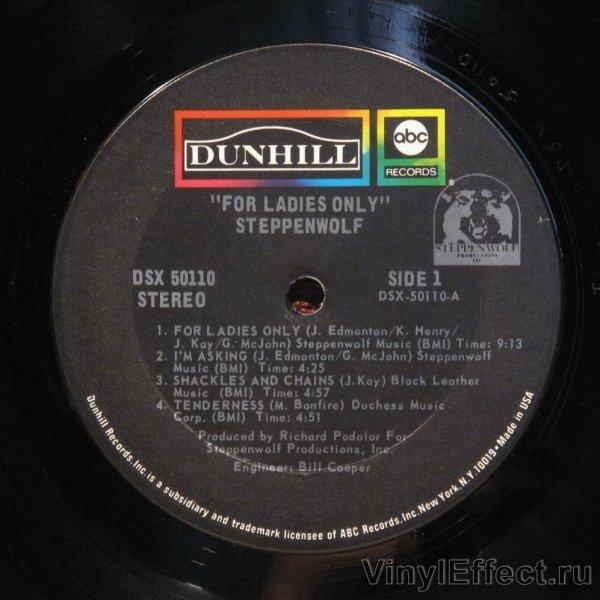 DUNHILL
abc
RECORDS
"FOR LADIES ONLY"
STEPPENWOLF
STEPPENWOLF
PRODUCTIONS
INC
DSX 50110
STEREO
SIDE 1
DSX-50110-A
1. FOR LADIES ONLY (J. Edmonton/K. Henry/
J. Kay/G. McJohn) Steppenwolf Music (BMI) Time: 9:13
2. I'M ASKING (J. Edmonton/G. McJohn) Steppenwolf
Music (BMI) Time: 4:25
3. SHACKLES AND CHAINS (J. Kay) Black Leather
Music (BMI) Time: 4:57
4. TENDERNESS (M. Bonfire) Duchess Music
Corp. (BMI) Time: 4:51
Produced by Richard Podolor For
Steppenwolf Productions, Inc.
Engineer: Bill Cooper
Dunhill Records, Inc. is a subsidiary and trademark licensee of ABC Records, Inc. New York, N.Y. 10019 • Made in USA
VinylEffect.ru